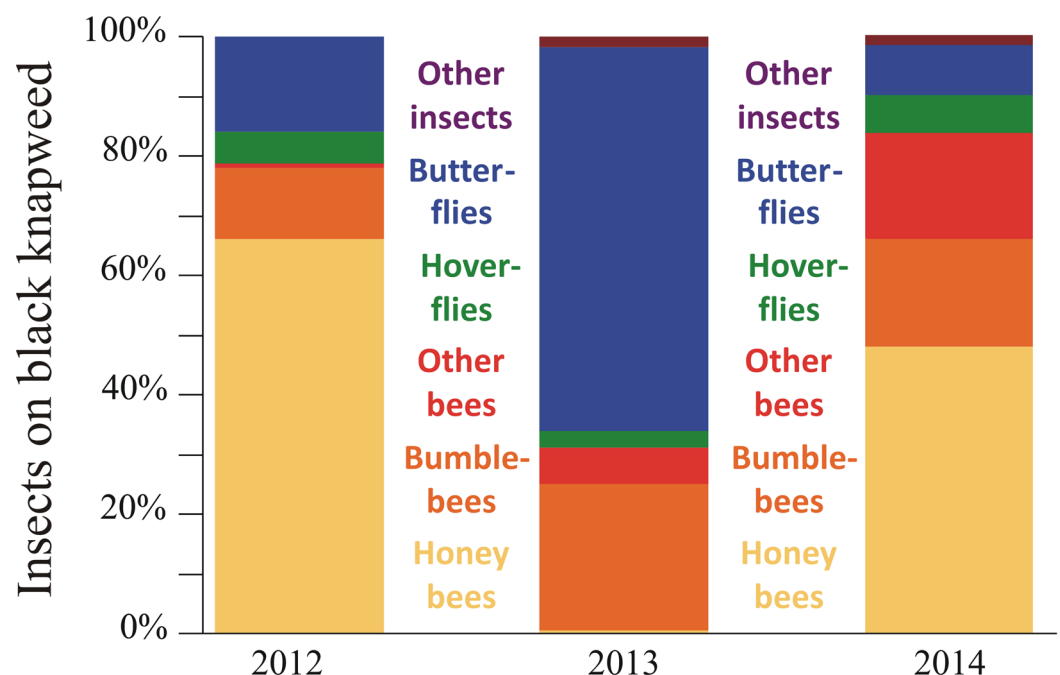 Insects on black knapweed
100%
80%
60%
40%
20%
0%
Other
insects
Butter-
flies
Hover-
flies
Other
bees
Bumble-
bees
Honey
bees
Other
insects
Butter-
flies
Hover-
flies
Other
bees
Bumble-
bees
Honey
bees
2012
2013
2014